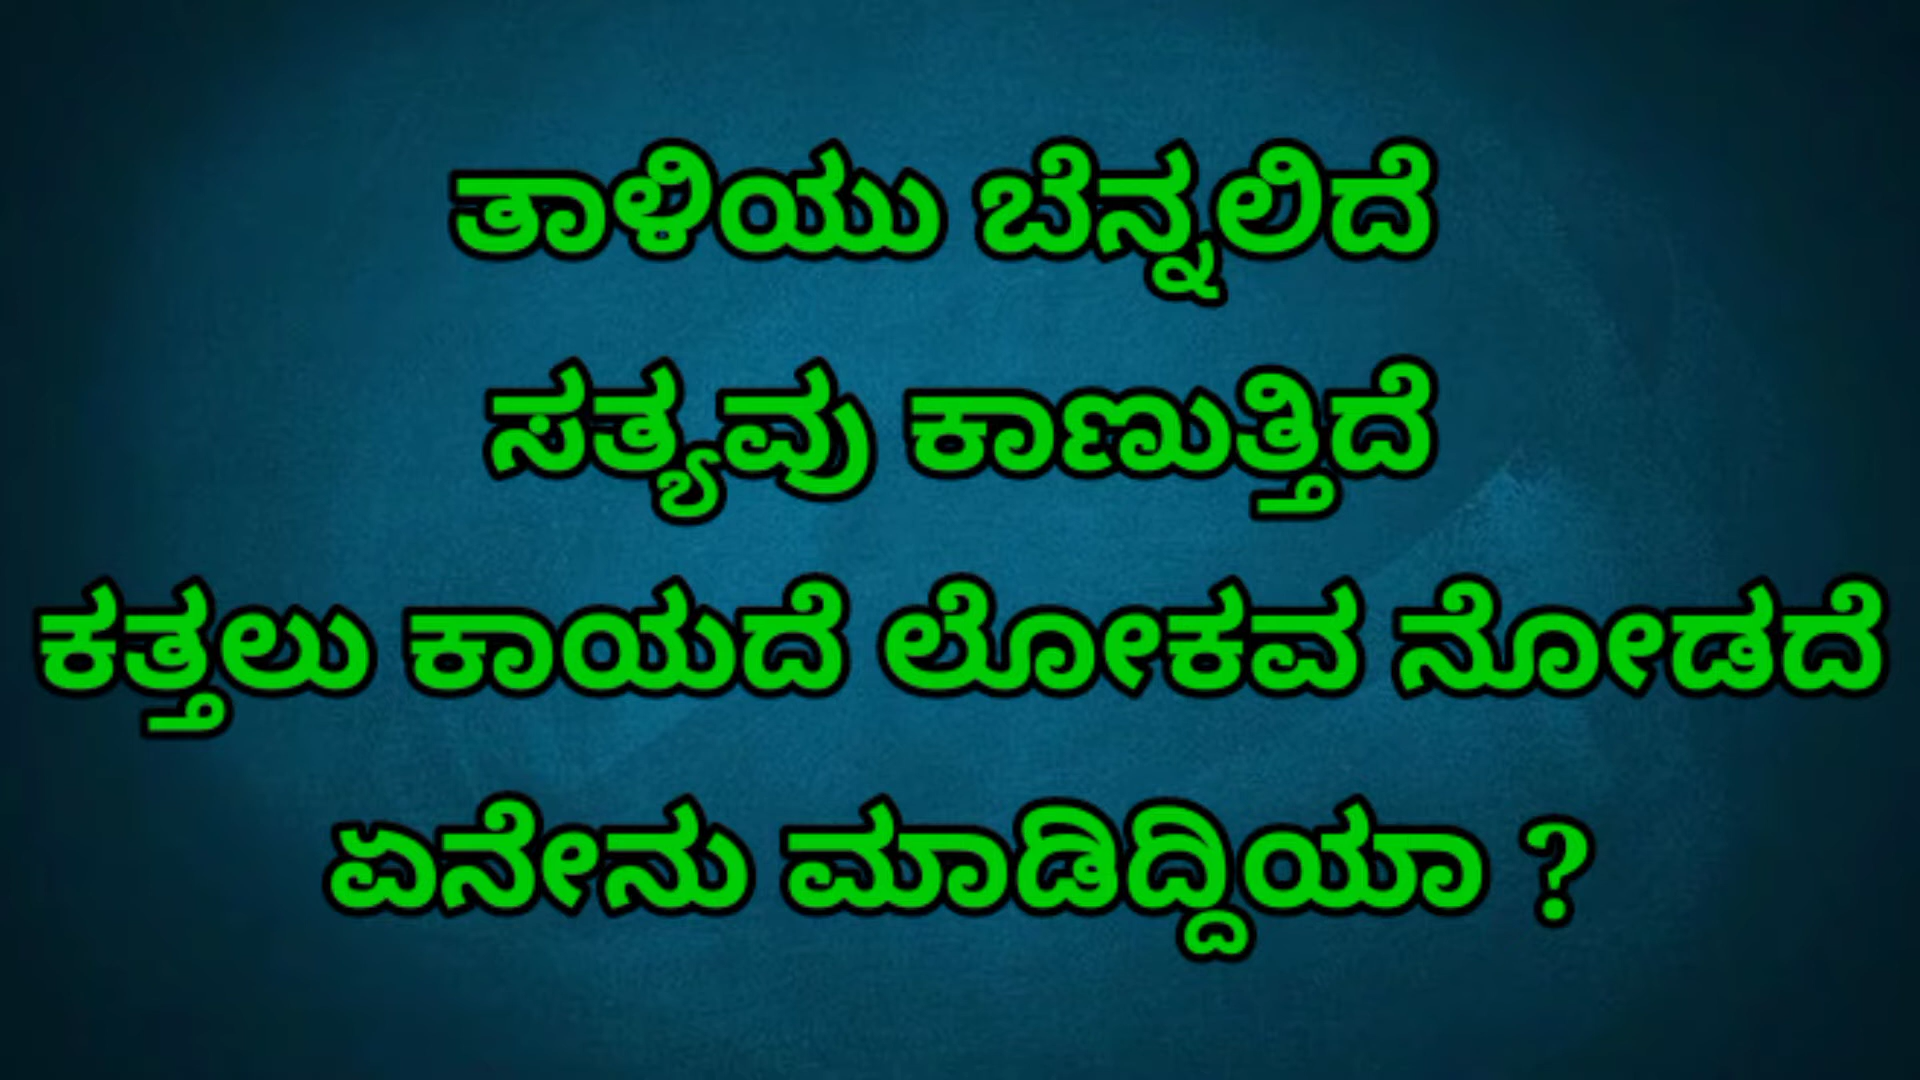 ತಾಳಿಯು ಬೆನ್ನಲಿದೆ
ಸತ್ಯವು ಕಾಣುತ್ತಿದೆ
ಕತ್ತಲು ಕಾಯದೆ ಲೋಕವ ನೋಡದೆ
ಏನೇನು ಮಾಡಿದ್ದಿಯಾ ?